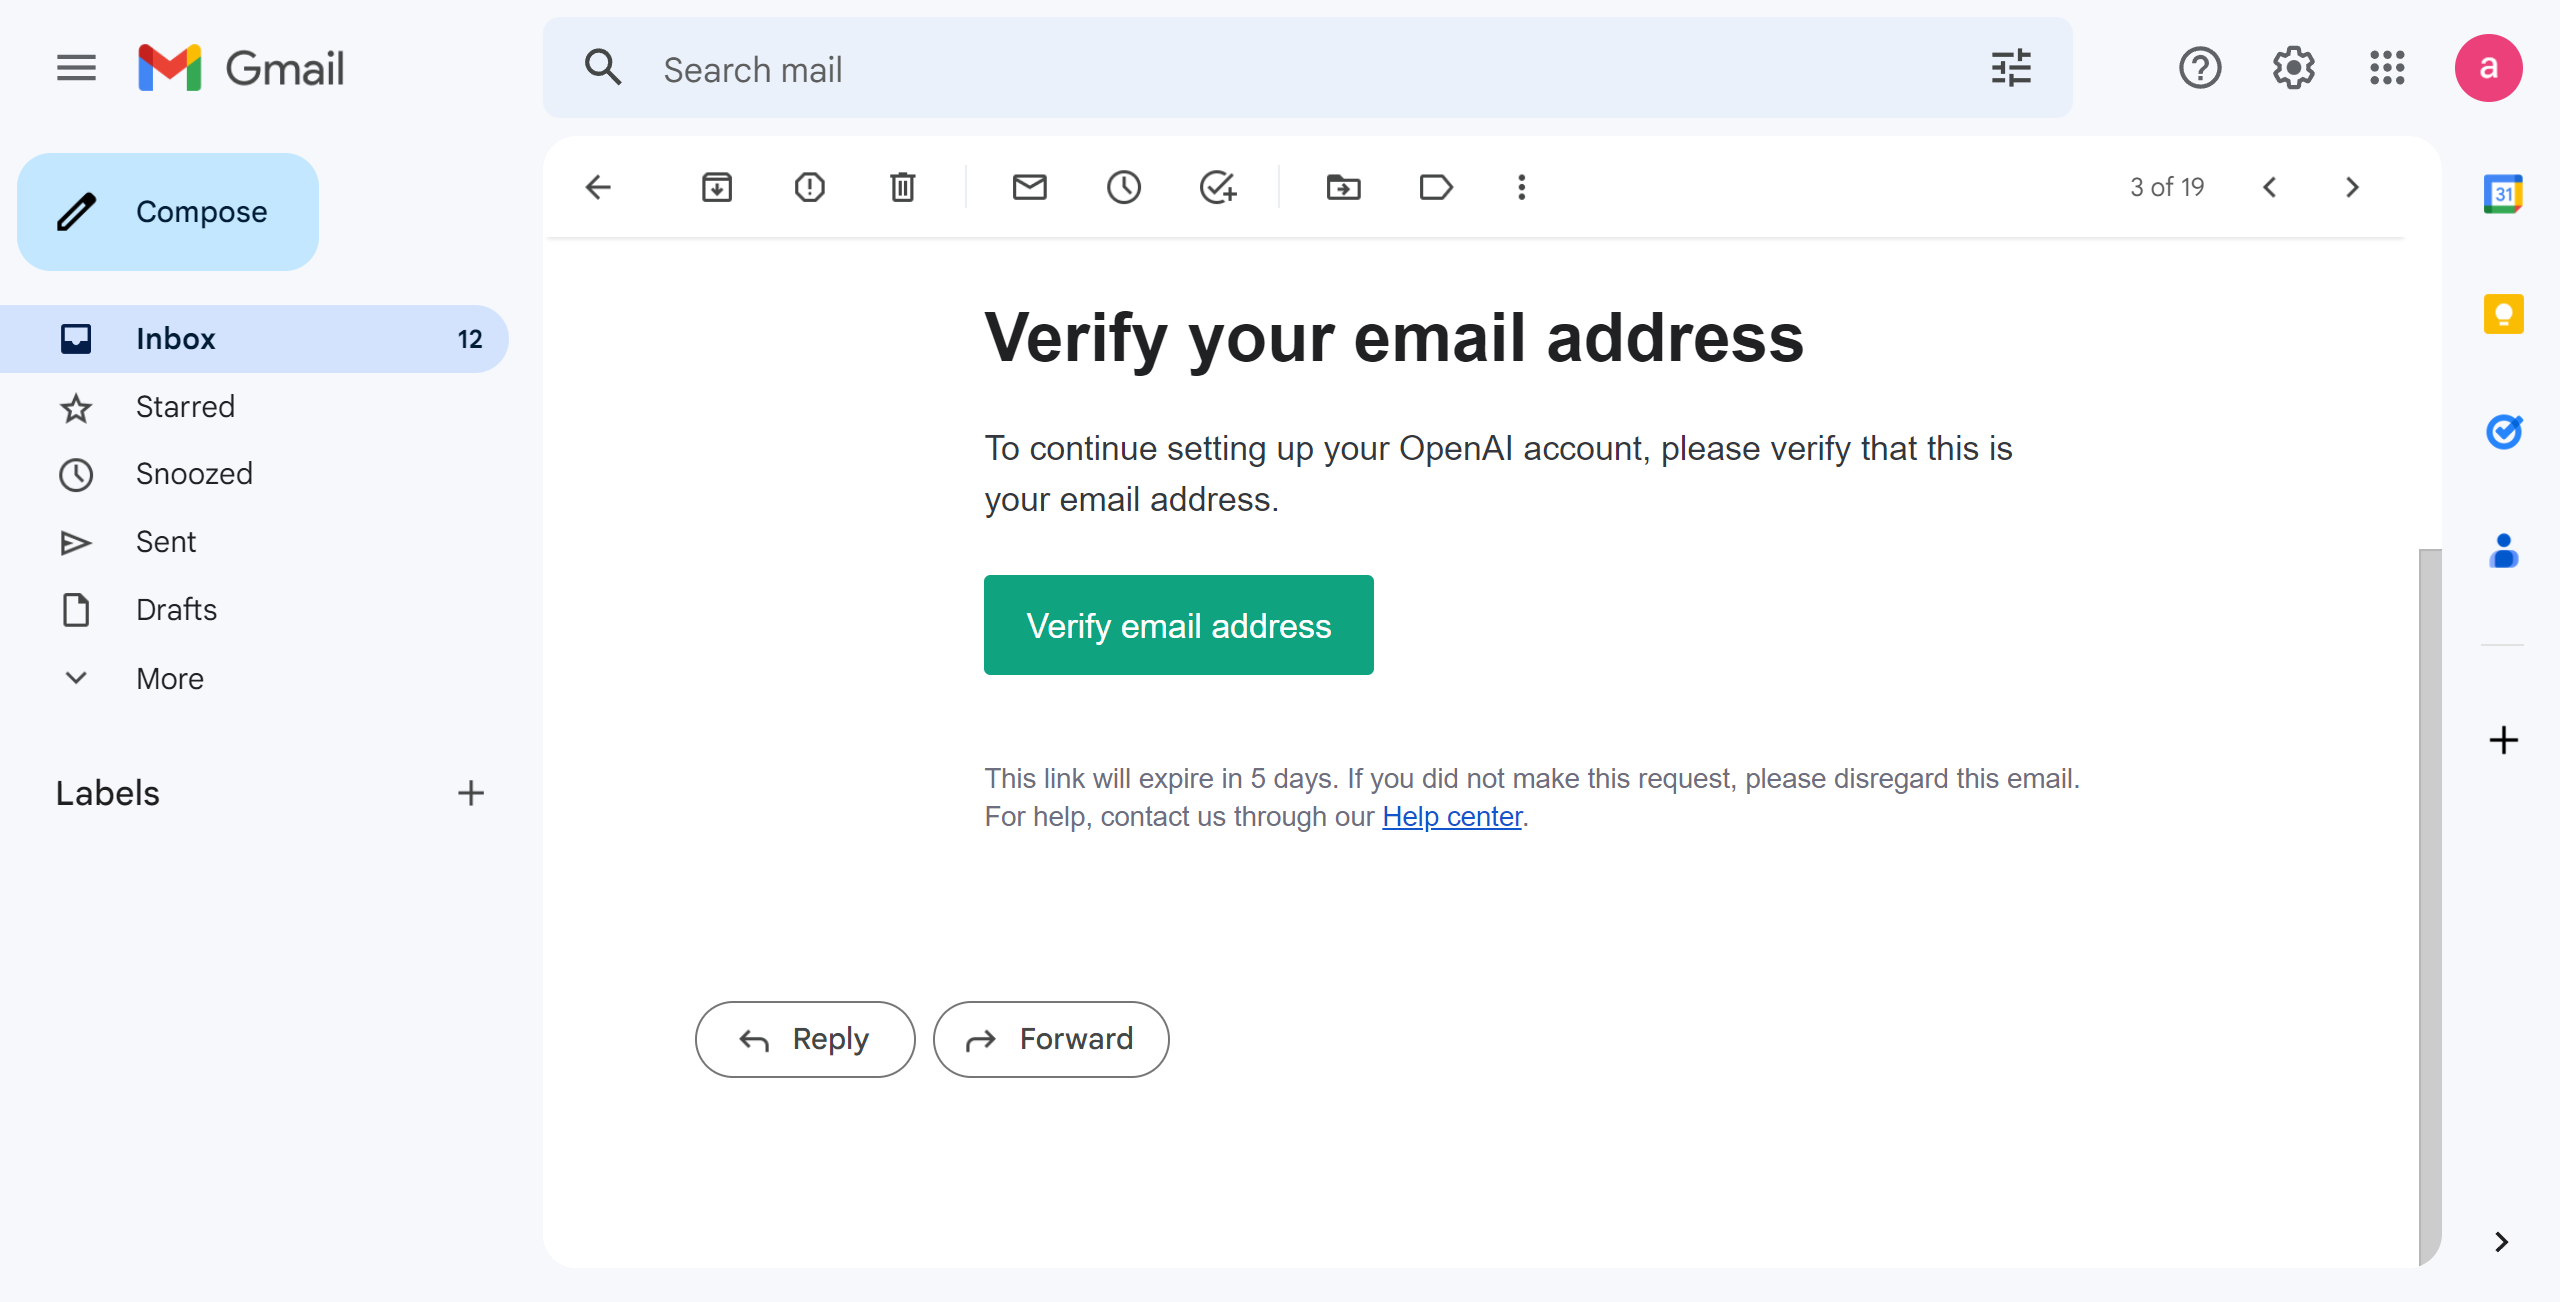 Gmail
Search mail
a
Compose
3 of 19
31
Inbox 12
Starred
Snoozed
Sent
Drafts
More
Labels
Verify your email address
To continue setting up your OpenAI account, please verify that this is
your email address.
Verify email address
This link will expire in 5 days. If you did not make this request, please disregard this email.
For help, contact us through our Help center.
Reply
Forward